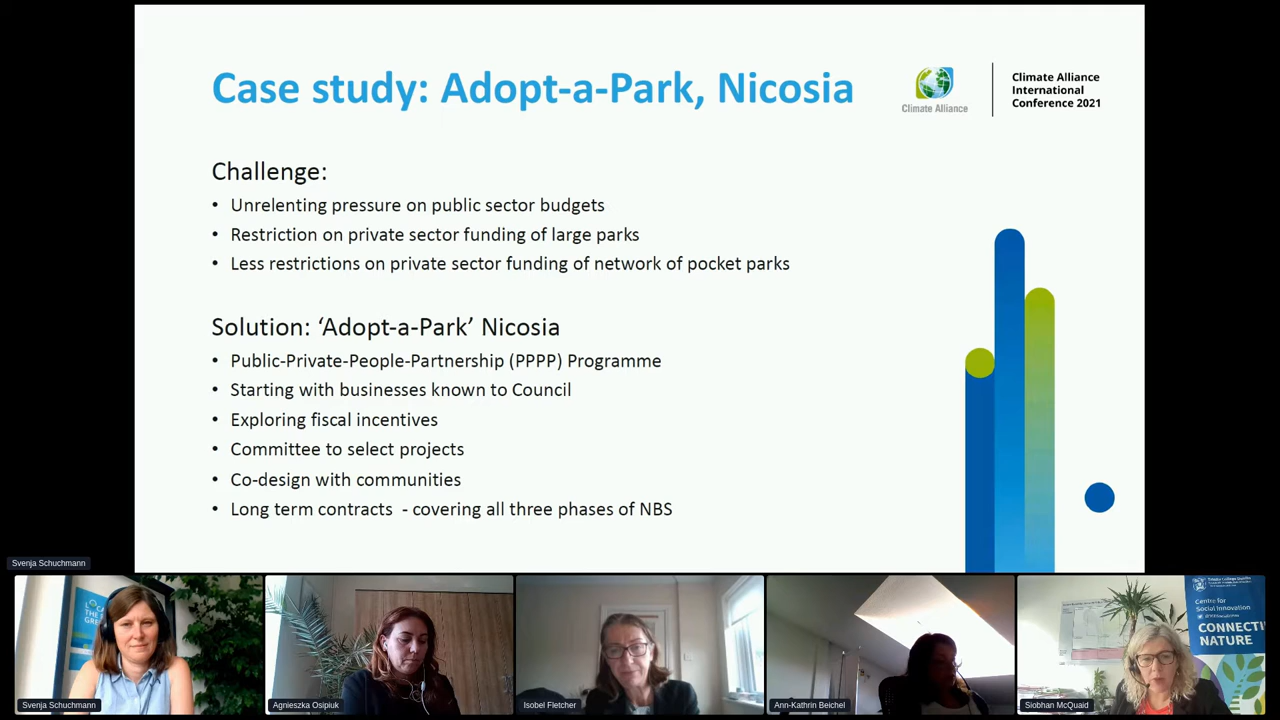 Case study: Adopt-a-Park, Nicosia
Climate Alliance
Climate Alliance
International
Conference 2021
Challenge:
• Unrelenting pressure on public sector budgets
• Restriction on private sector funding of large parks
• Less restrictions on private sector funding of network of pocket parks
Solution: ‘Adopt-a-Park’ Nicosia
• Public-Private-People-Partnership (PPPP) Programme
• Starting with businesses known to Council
• Exploring fiscal incentives
• Committee to select projects
• Co-design with communities
• Long term contracts - covering all three phases of NBS
Svenja Schuchmann
Centre for
Social Innovation
CONNECTI
NATURE
Svenja Schuchmann
Agnieszka Osipiuk
Isobel Fletcher
Ann-Kathrin Beichel
Siobhan McQuaid